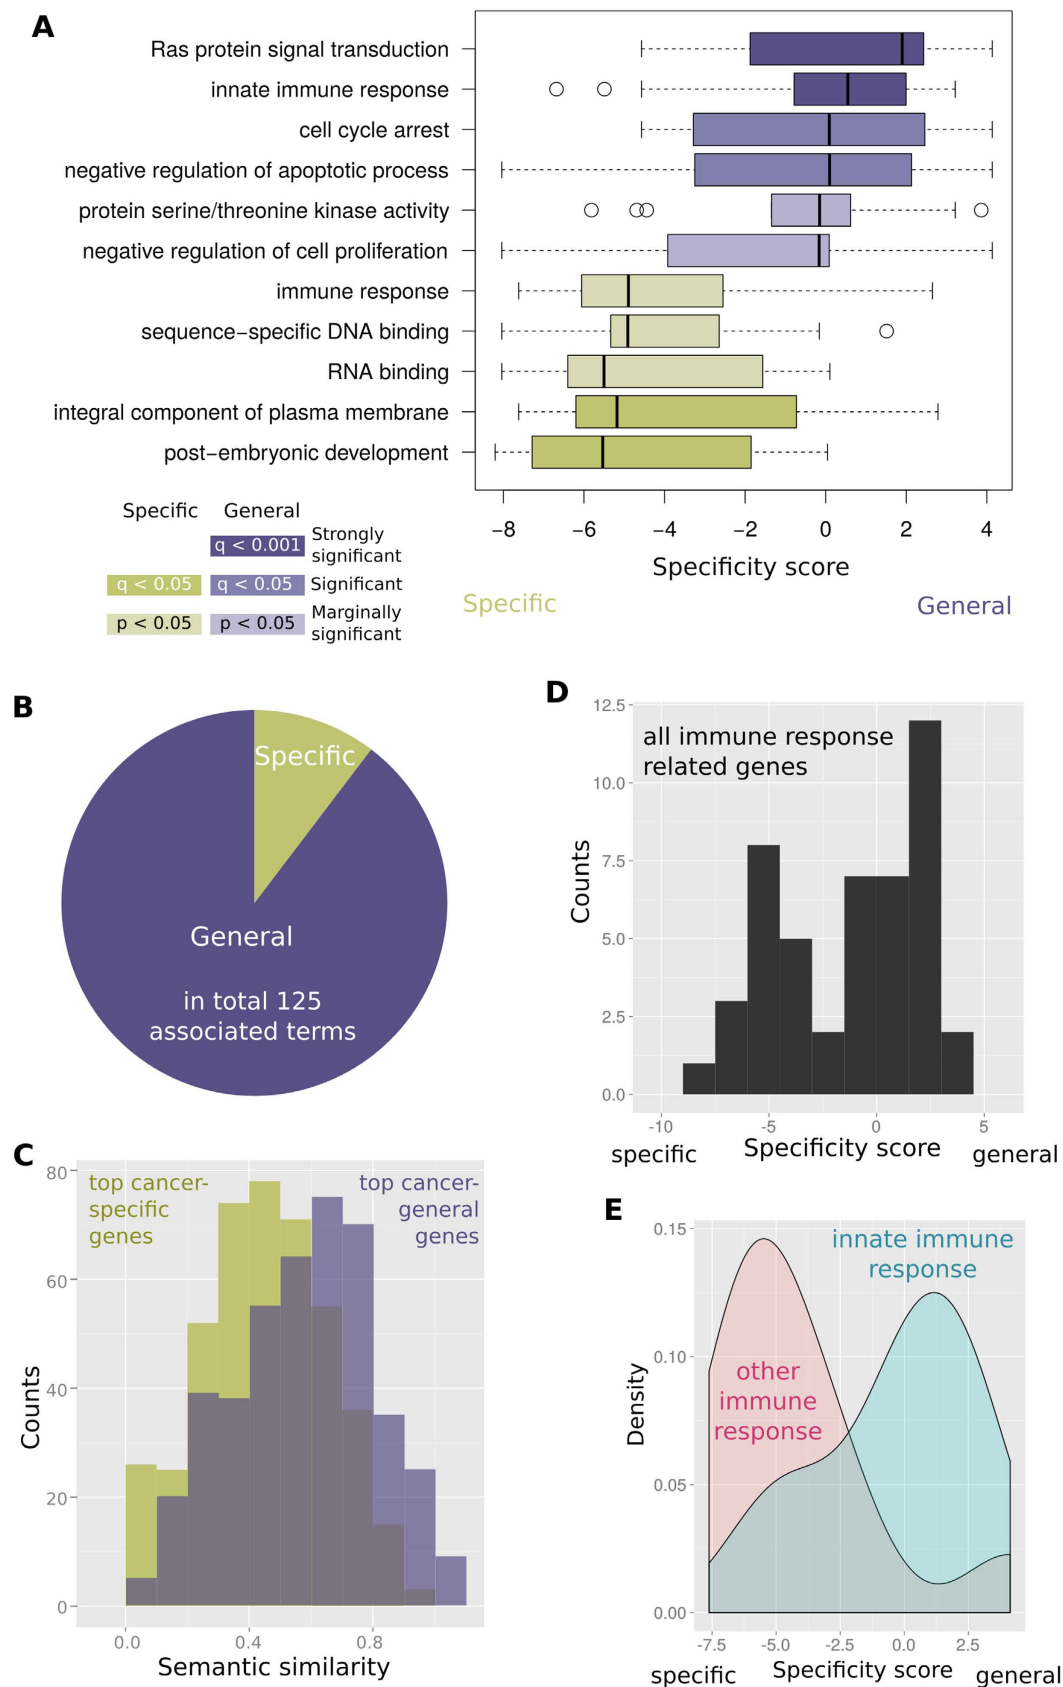 A
Ras protein signal transduction
innate immune response
cell cycle arrest
negative regulation of apoptotic process
protein serine/threonine kinase activity
negative regulation of cell proliferation
immune response
sequence−specific DNA binding
RNA binding
integral component of plasma membrane
post−embryonic development
−8 −6 −4 −2 0 2 4
Specificity score
Specific General
Specific General
q < 0.001 Strongly significant
q < 0.05 q < 0.05 Significant
p < 0.05 p < 0.05 Marginally significant
B
Specific
General
in total 125
associated terms
C
top cancer-
specific
genes
top cancer-
general
genes
80
60
40
20
0
Counts
0.0 0.4 0.8
Semantic similarity
D
all immune response
related genes
12.5
10.0
7.5
5.0
2.5
0.0
Counts
-10 -5 0 5
specific Specificity score general
E
innate immune
response
other
immune
response
0.15
0.10
0.05
0.00
Density
-7.5 -5.0 -2.5 0.0 2.5
specific Specificity score general